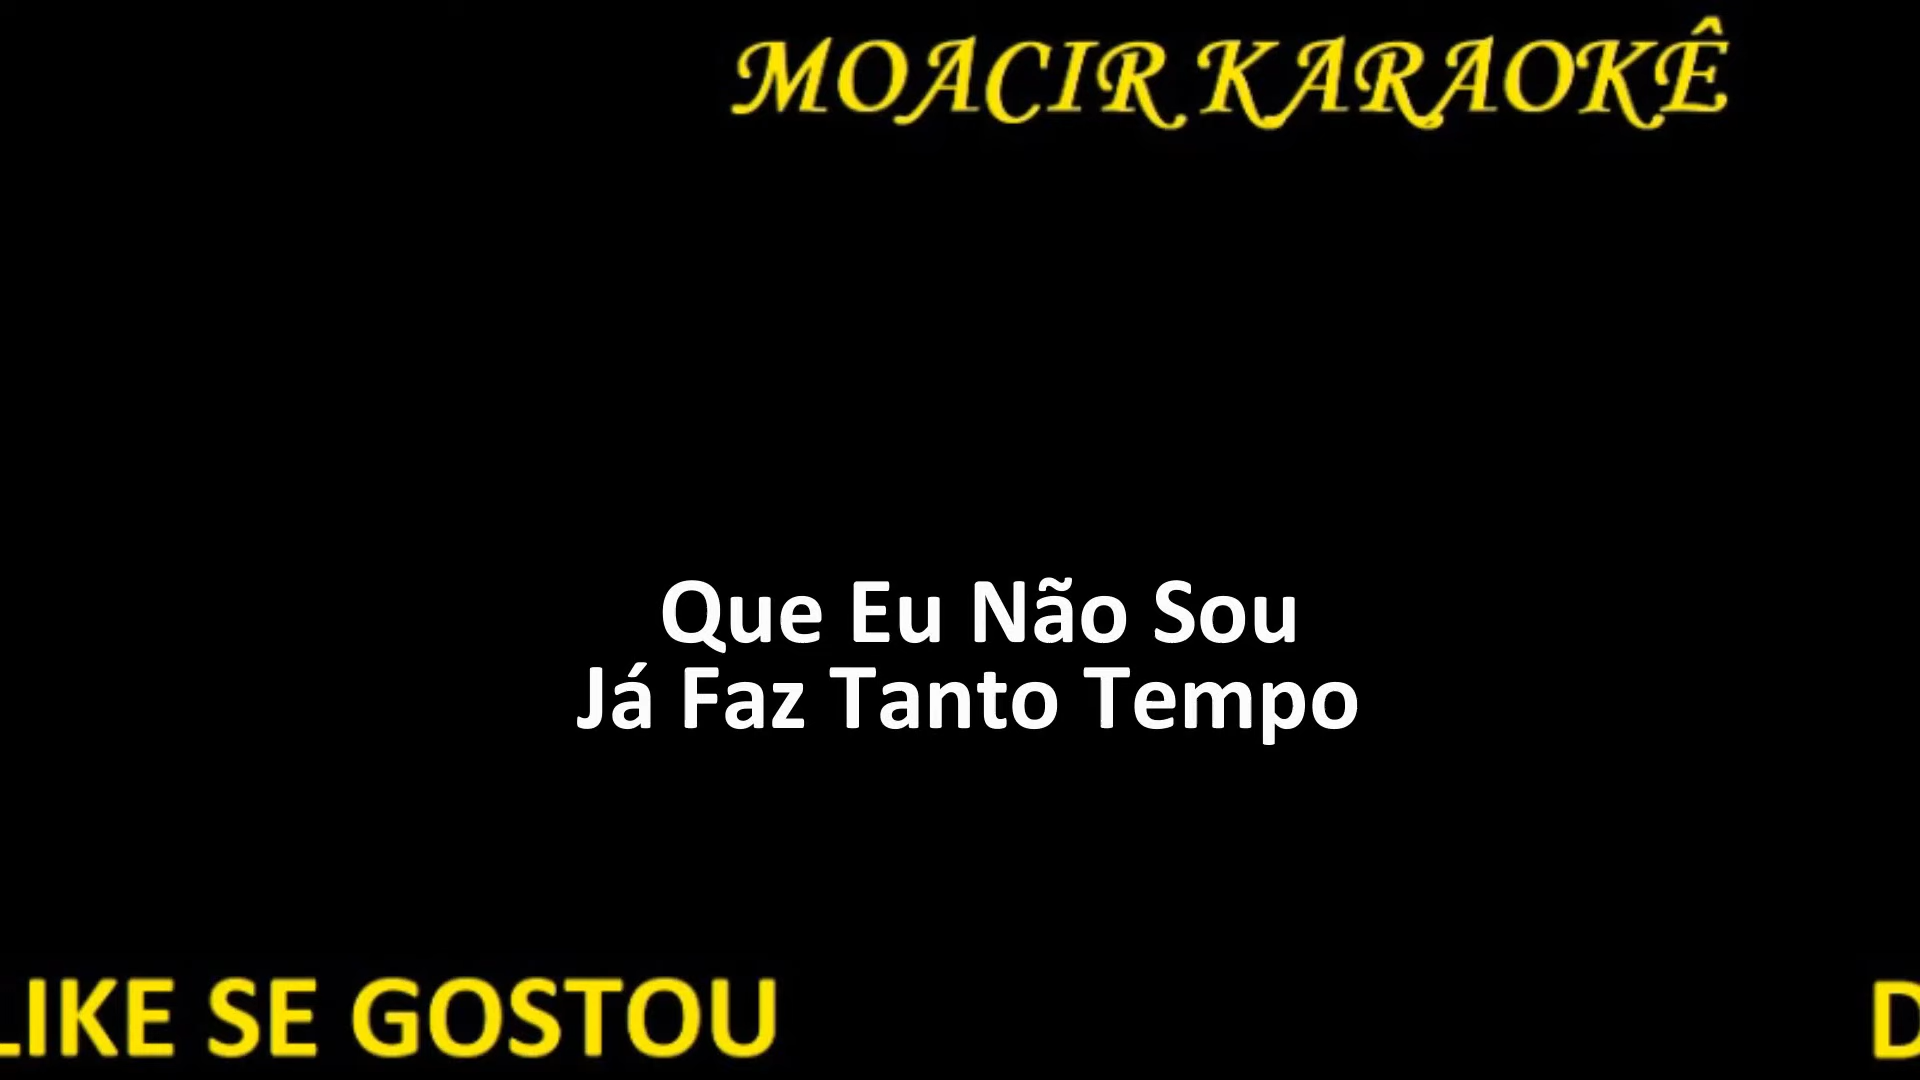 MOACIR KARAOKÊ
Que Eu Não Sou
Já Faz Tanto Tempo
LIKE SE GOSTOU D